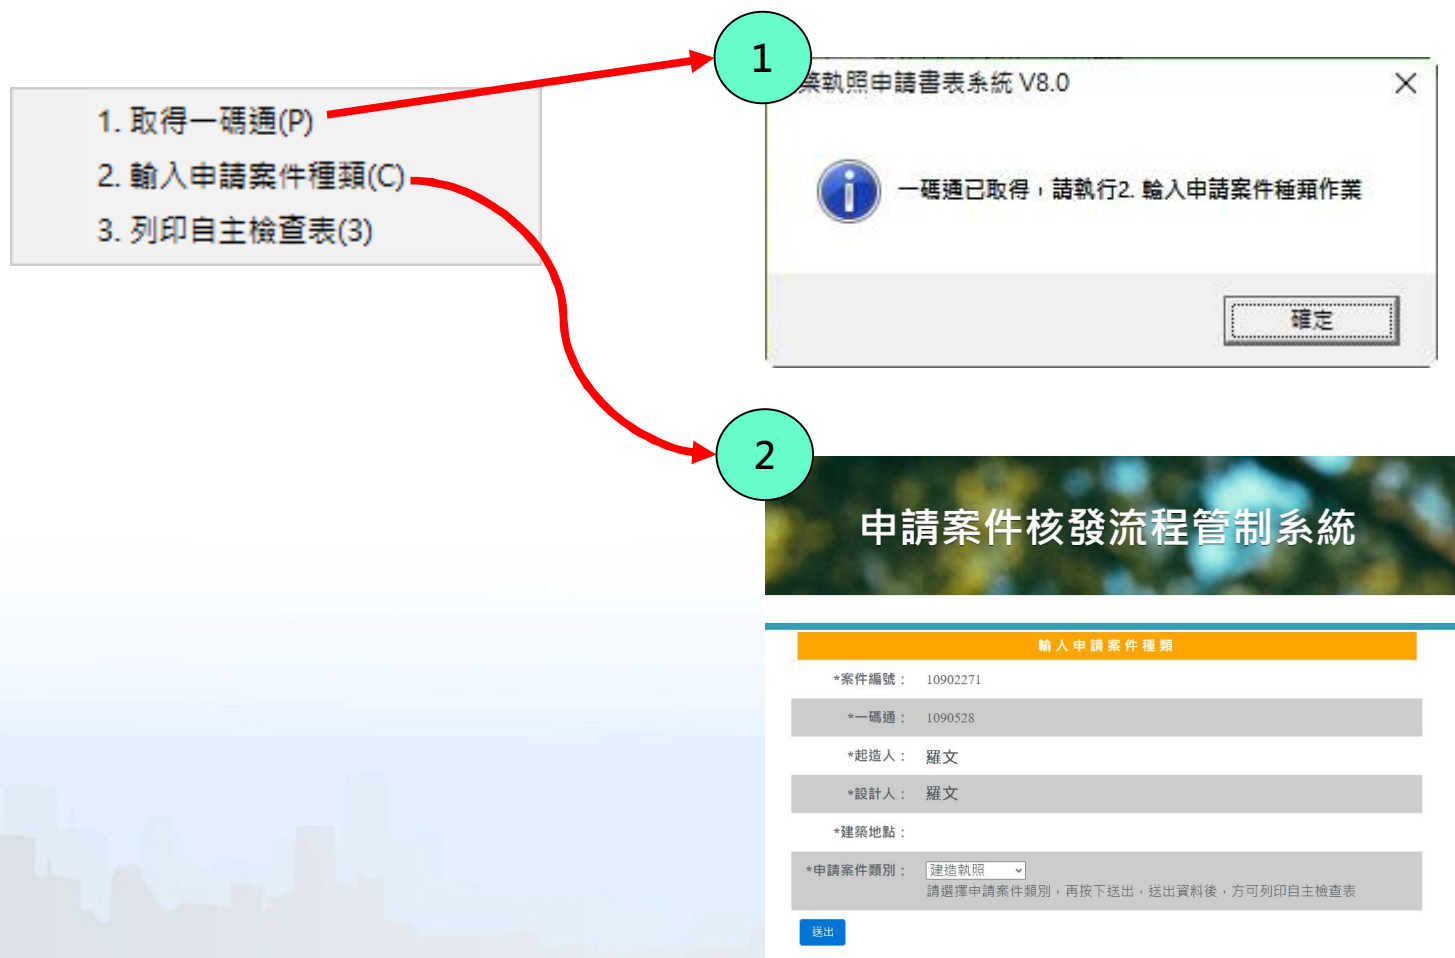 1. 取得一碼通(P)
2. 輸入申請案件種類(C)
3. 列印自主檢查表(3)
1
築執照申請書表系統 V8.0
一碼通已取得，請執行2. 輸入申請案件種類作業
確定
2
申請案件核發流程管制系統
輸入申請案件種類
*案件編號： 10902271
*一碼通： 1090528
*起造人： 羅文
*設計人： 羅文
*建築地點：
*申請案件類別： 建造執照
請選擇申請案件類別，再按下送出，送出資料後，方可列印自主檢查表
送出